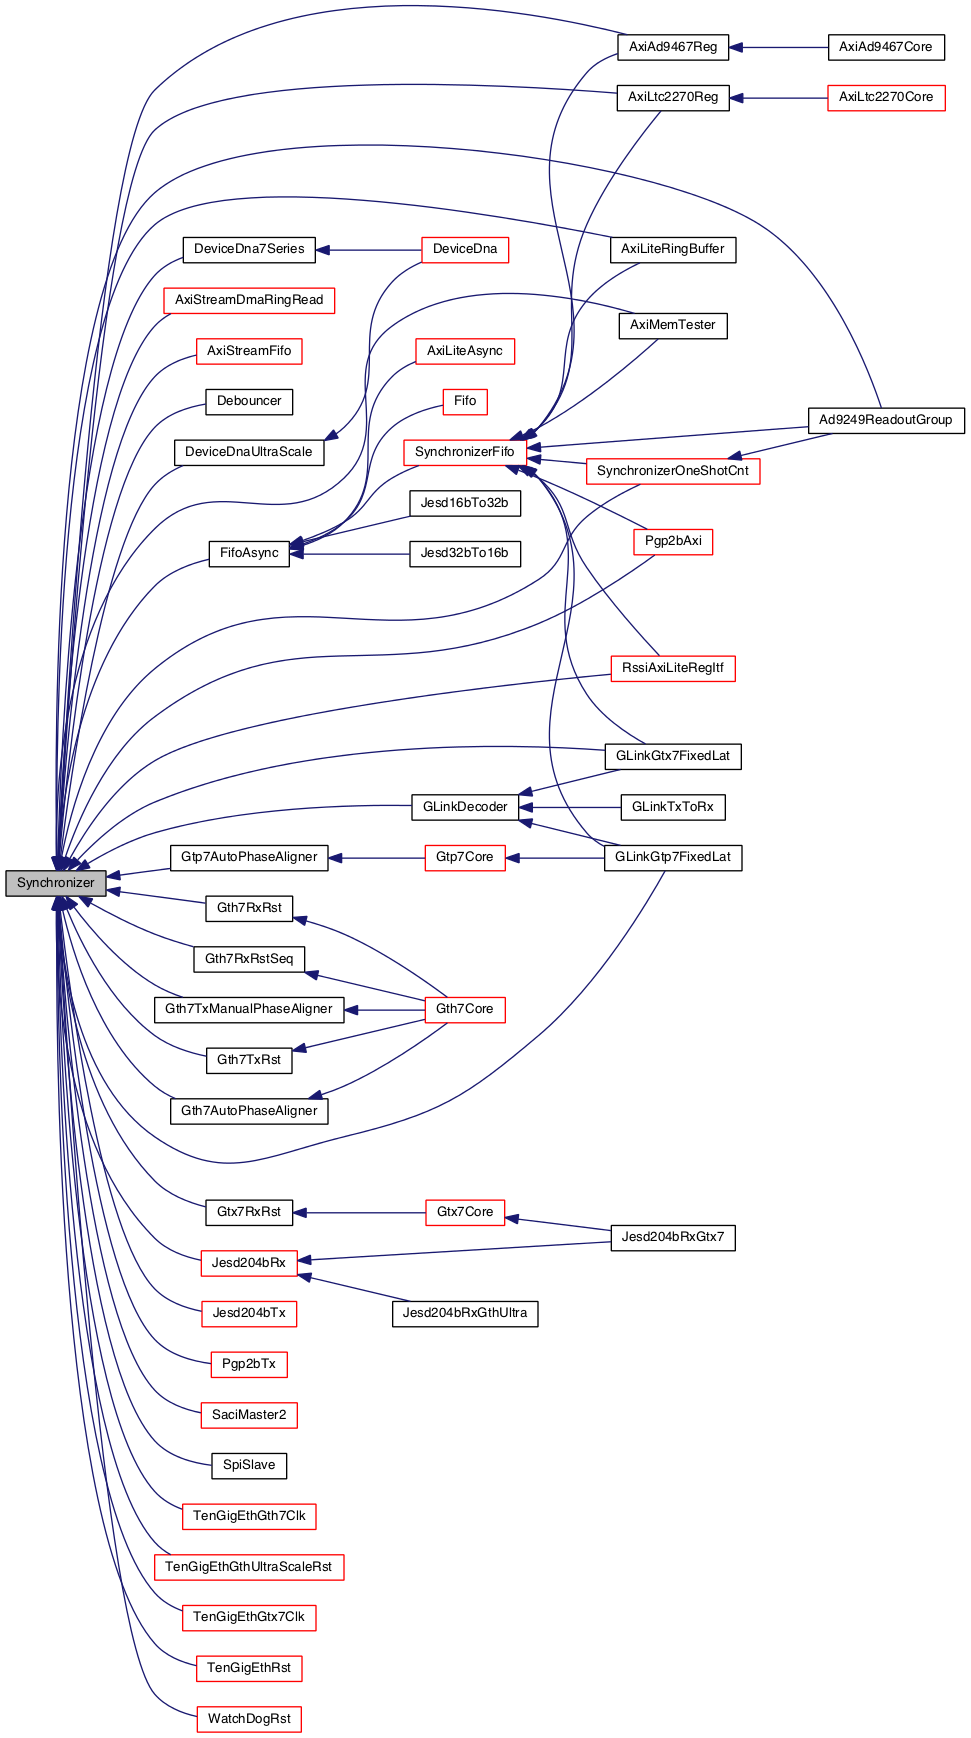 AxiAd9467Reg
AxiAd9467Core
AxiLtc2270Reg
AxiLtc2270Core
DeviceDna7Series
DeviceDna
AxiLiteRingBuffer
AxiStreamDmaRingRead
AxiMemTester
AxiStreamFifo
AxiLiteAsync
Debouncer
Fifo
Ad9249ReadoutGroup
DeviceDnaUltraScale
SynchronizerFifo
SynchronizerOneShotCnt
Jesd16bTo32b
FifoAsync
Jesd32bTo16b
Pgp2bAxi
RssiAxiLiteRegItf
GLinkGtx7FixedLat
GLinkDecoder
GLinkTxToRx
Gtp7AutoPhaseAligner
Gtp7Core
GLinkGtp7FixedLat
Synchronizer
Gth7RxRst
Gth7RxRstSeq
Gth7TxManualPhaseAligner
Gth7Core
Gth7TxRst
Gth7AutoPhaseAligner
Gtx7RxRst
Gtx7Core
Jesd204bRxGtx7
Jesd204bRx
Jesd204bTx
Jesd204bRxGthUltra
Pgp2bTx
SaciMaster2
SpiSlave
TenGigEthGth7Clk
TenGigEthGthUltraScaleRst
TenGigEthGtx7Clk
TenGigEthRst
WatchDogRst